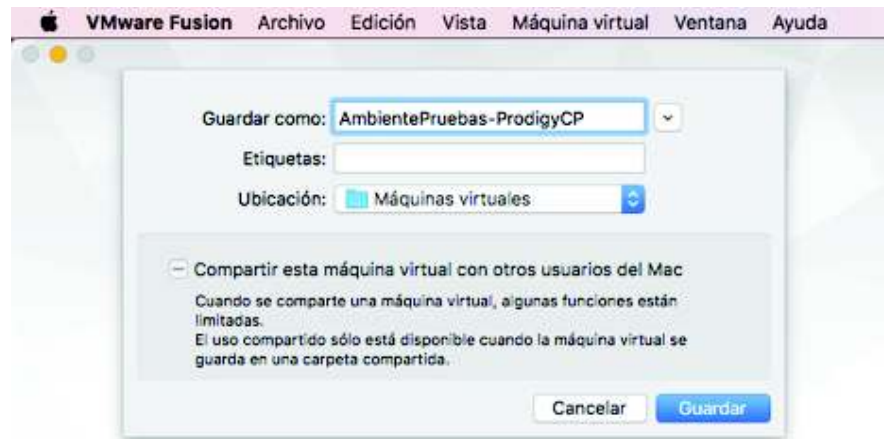 VMware Fusion Archivo Edición Vista Máquina virtual Ventana Ayuda
Guardar como: AmbientePruebas-ProdigyCP
Etiquetas:
Ubicación: Máquinas virtuales
Compartir esta máquina virtual con otros usuarios del Mac
Cuando se comparte una máquina virtual, algunas funciones están
limitadas.
El uso compartido sólo está disponible cuando la máquina virtual se
guarda en una carpeta compartida.
Cancelar Guardar